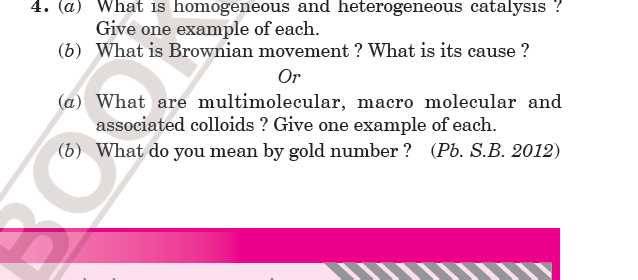 4. (a) What is homogeneous and heterogeneous catalysis ?
Give one example of each.
(b) What is Brownian movement ? What is its cause ?
Or
(a) What are multimolecular, macro molecular and
associated colloids ? Give one example of each.
(b) What do you mean by gold number ? (Pb. S.B. 2012)
BOOK